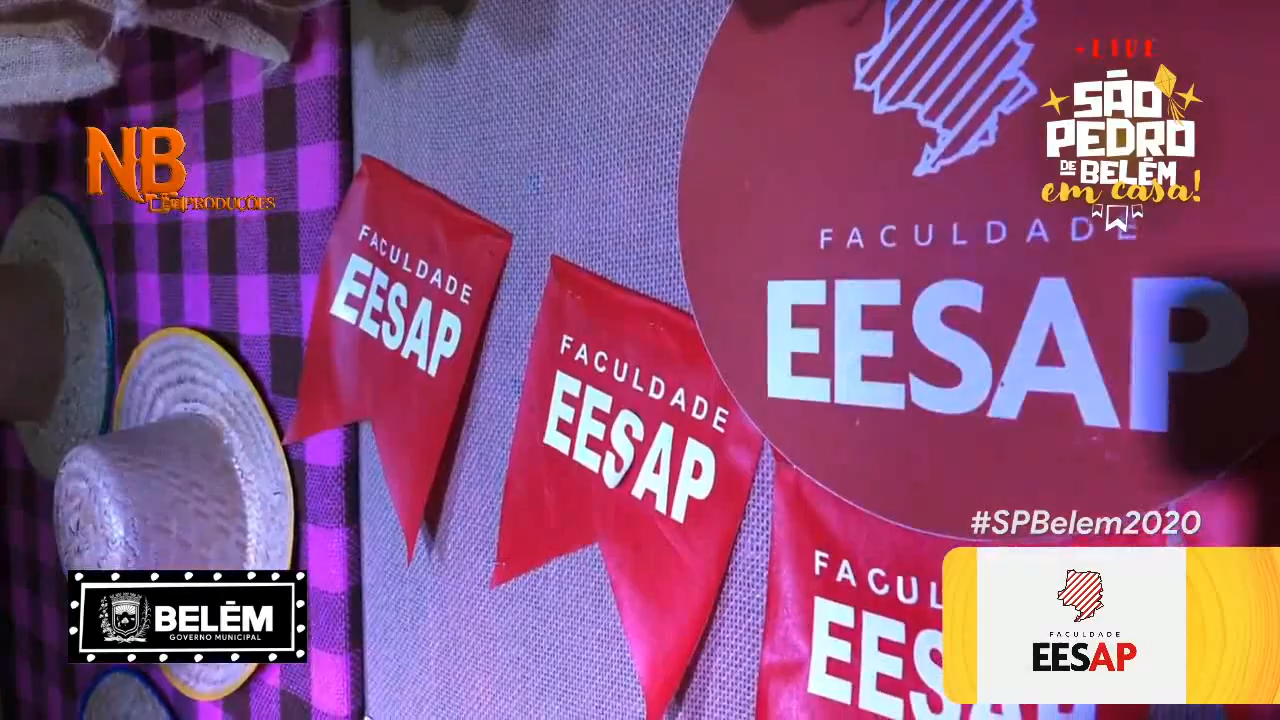 LIVE
SÃO
PEDRO
DE BELÉM
em casa!
NB
PRODUÇÕES
FACULDADE
EESAP
FACULDADE
EESAP
FACULDADE
EESAP
FACUL
EESAP
#SPBelem2020
FACULDADE
EESAP
BELÉM
GOVERNO MUNICIPAL